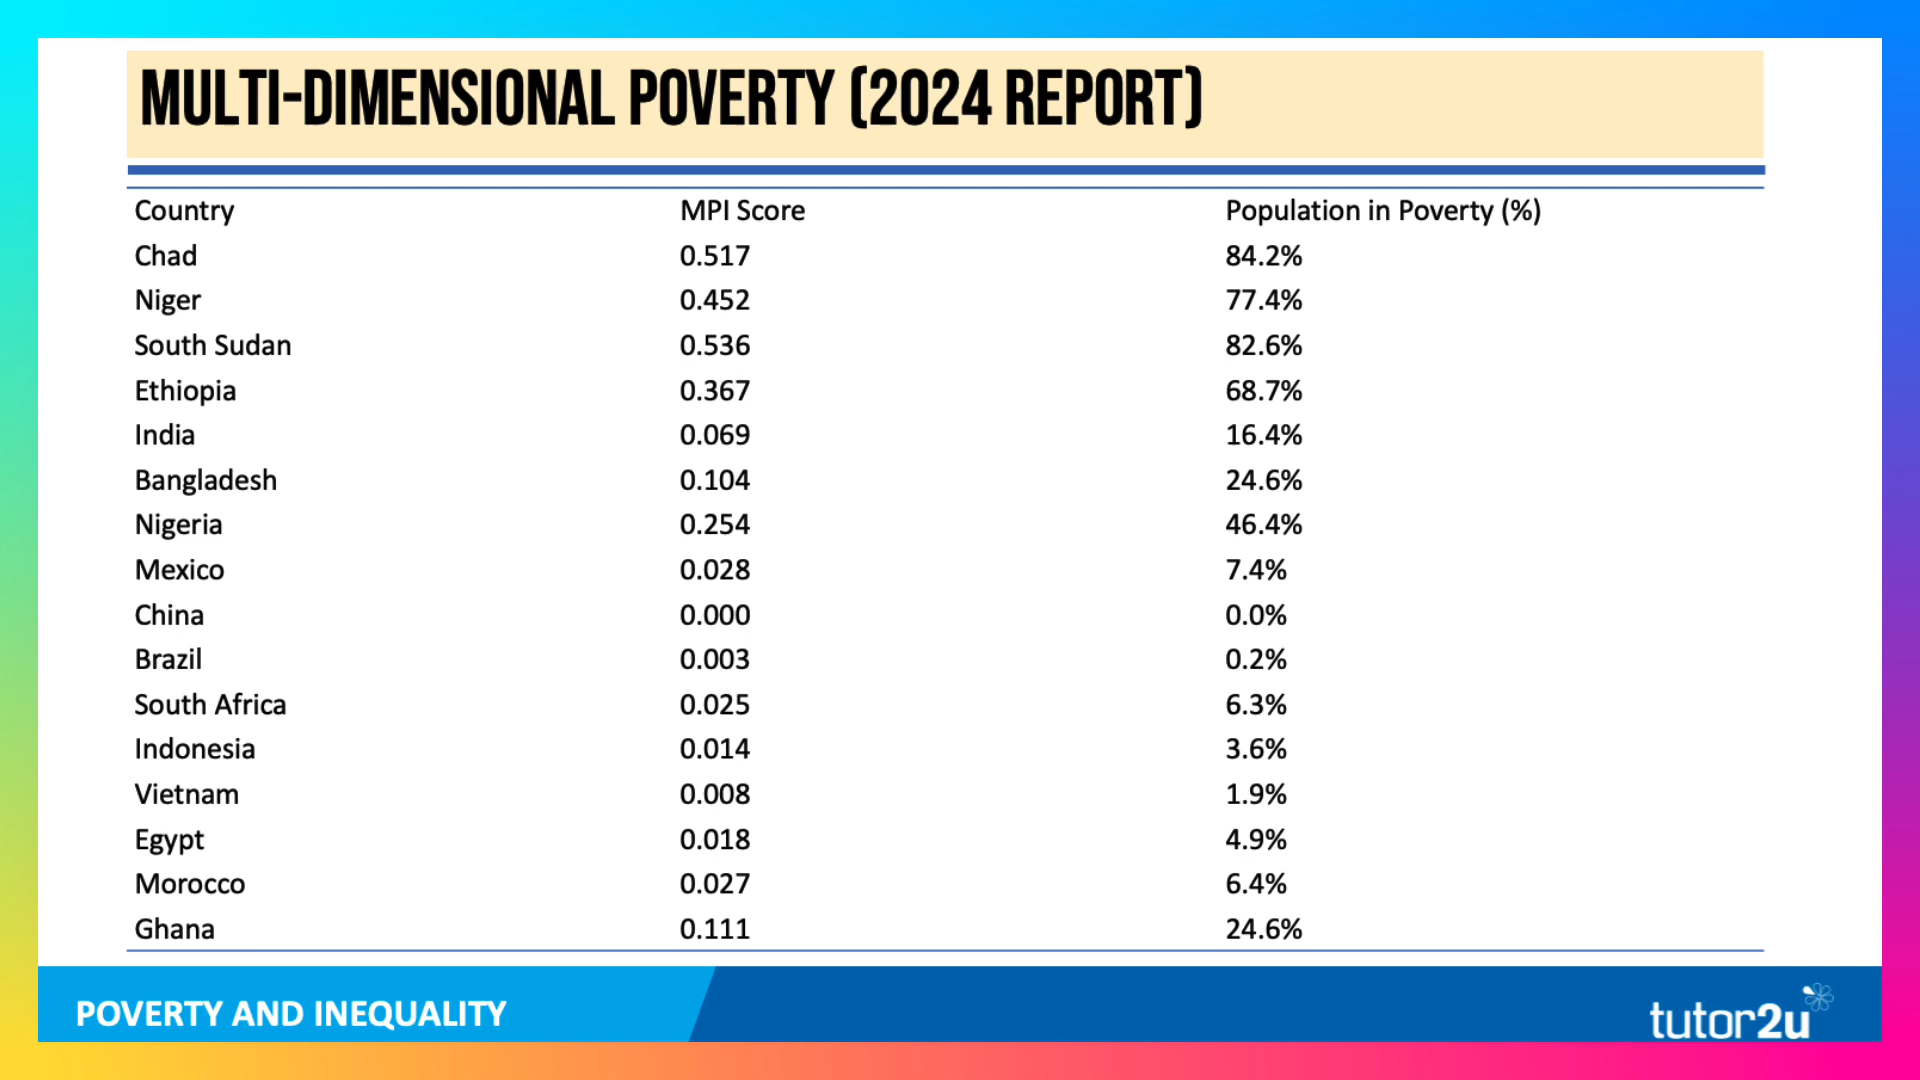 MULTI-DIMENSIONAL POVERTY (2024 REPORT)
Country MPI Score Population in Poverty (%)
Chad 0.517 84.2%
Niger 0.452 77.4%
South Sudan 0.536 82.6%
Ethiopia 0.367 68.7%
India 0.069 16.4%
Bangladesh 0.104 24.6%
Nigeria 0.254 46.4%
Mexico 0.028 7.4%
China 0.000 0.0%
Brazil 0.003 0.2%
South Africa 0.025 6.3%
Indonesia 0.014 3.6%
Vietnam 0.008 1.9%
Egypt 0.018 4.9%
Morocco 0.027 6.4%
Ghana 0.111 24.6%
POVERTY AND INEQUALITY
tutor2u